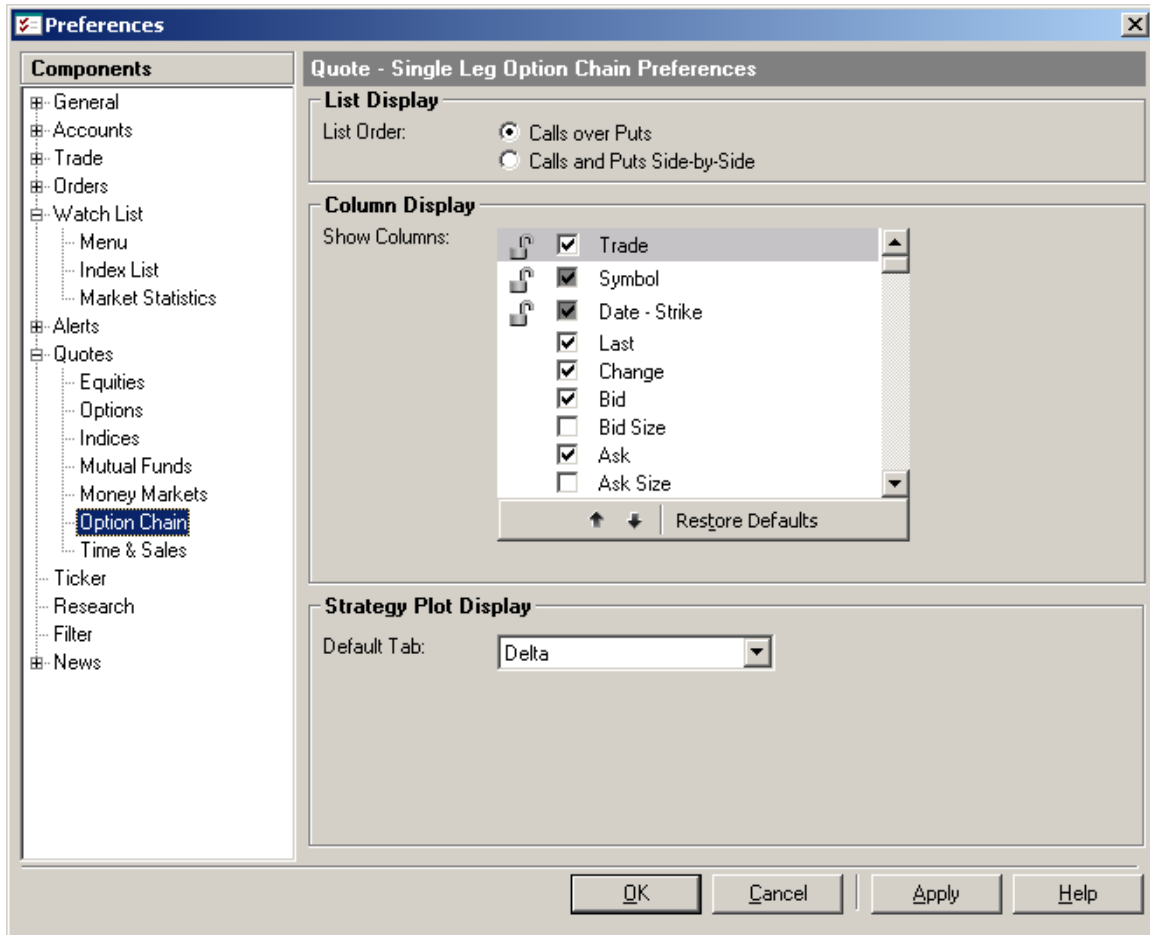 Preferences
Components
General
Accounts
Trade
Orders
Watch List
Menu
Index List
Market Statistics
Alerts
Quotes
Equities
Options
Indices
Mutual Funds
Money Markets
Option Chain
Time & Sales
Ticker
Research
Filter
News
Quote - Single Leg Option Chain Preferences
List Display
List Order:
Calls over Puts
Calls and Puts Side-by-Side
Column Display
Show Columns:
Trade
Symbol
Date - Strike
Last
Change
Bid
Bid Size
Ask
Ask Size
Restore Defaults
Strategy Plot Display
Default Tab:
Delta
OK
Cancel
Apply
Help